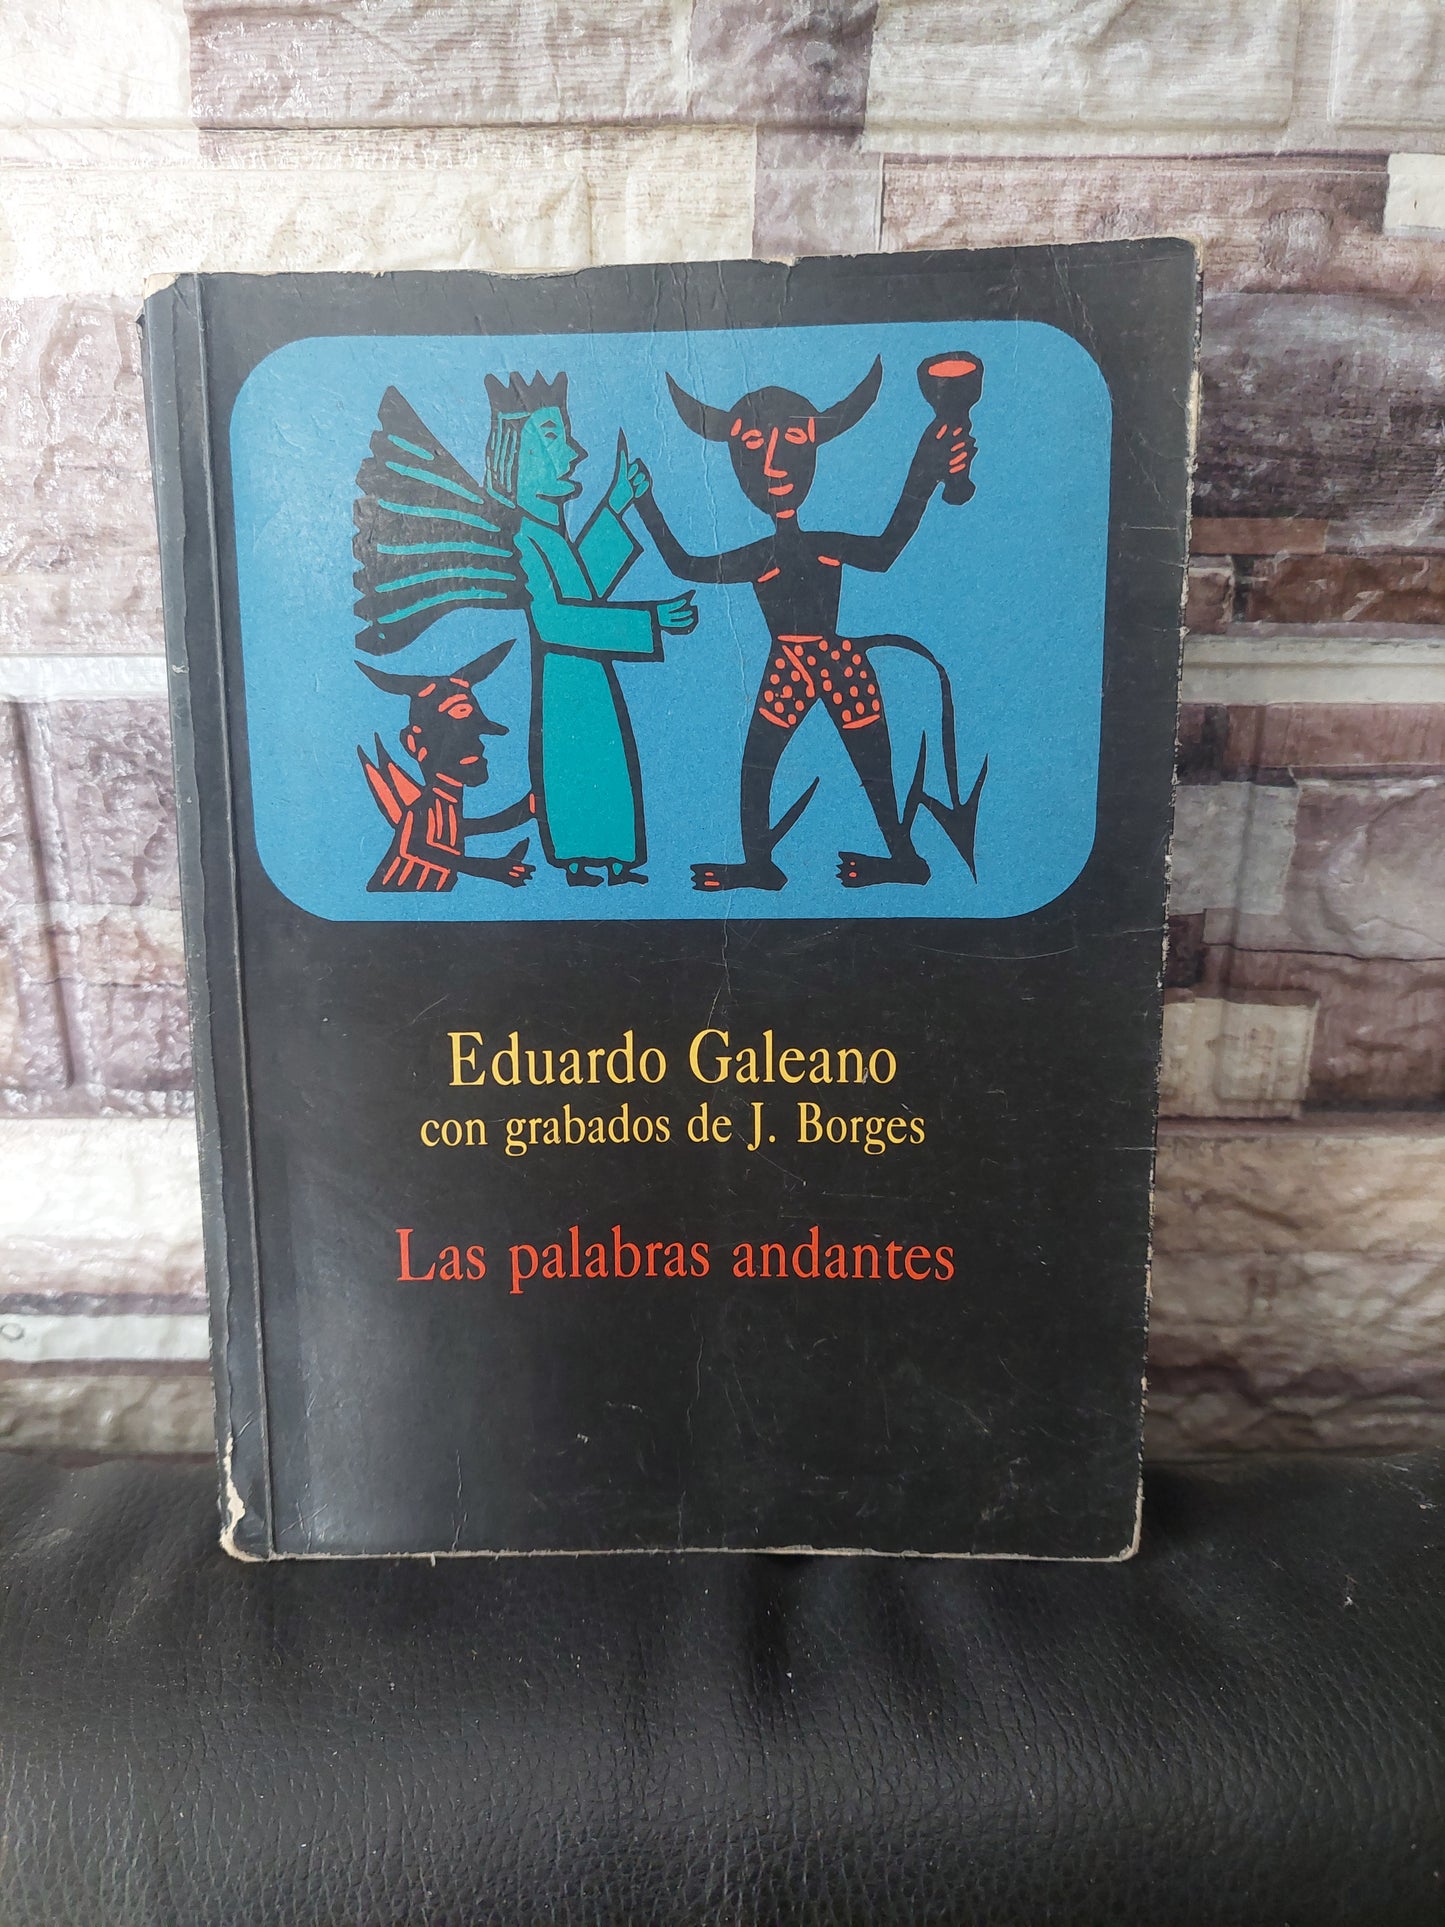 Eduardo Galeano
con grabados de J. Borges
Las palabras andantes